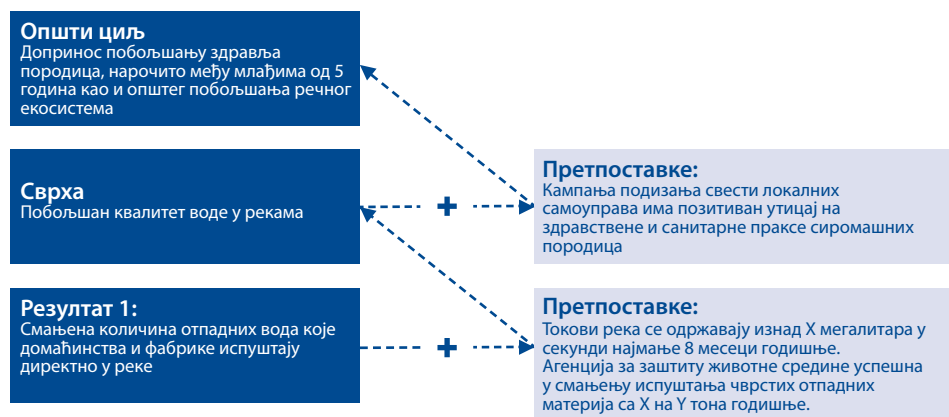 Општи циљ
Допринос побољшању здравља
породица, нарочито међу млађима од 5
година као и општег побољшања речног
екосистема
Сврха
Побољшан квалитет воде у рекама
+
Претпоставке:
Кампања подизања свести локалних
самоуправа има позитиван утицај на
здравствене и санитарне праксе сиромашних
породица
Резултат 1:
Смањена количина отпадних вода које
домаћинства и фабрике испуштају
директно у реке
+
Претпоставке:
Токови река се одржавају изнад X мегалитара у
секунди најмање 8 месеци годишње.
Агенција за заштиту животне средине успешна
у смањењу испуштања чврстих отпадних
материја са X на Y тона годишње.